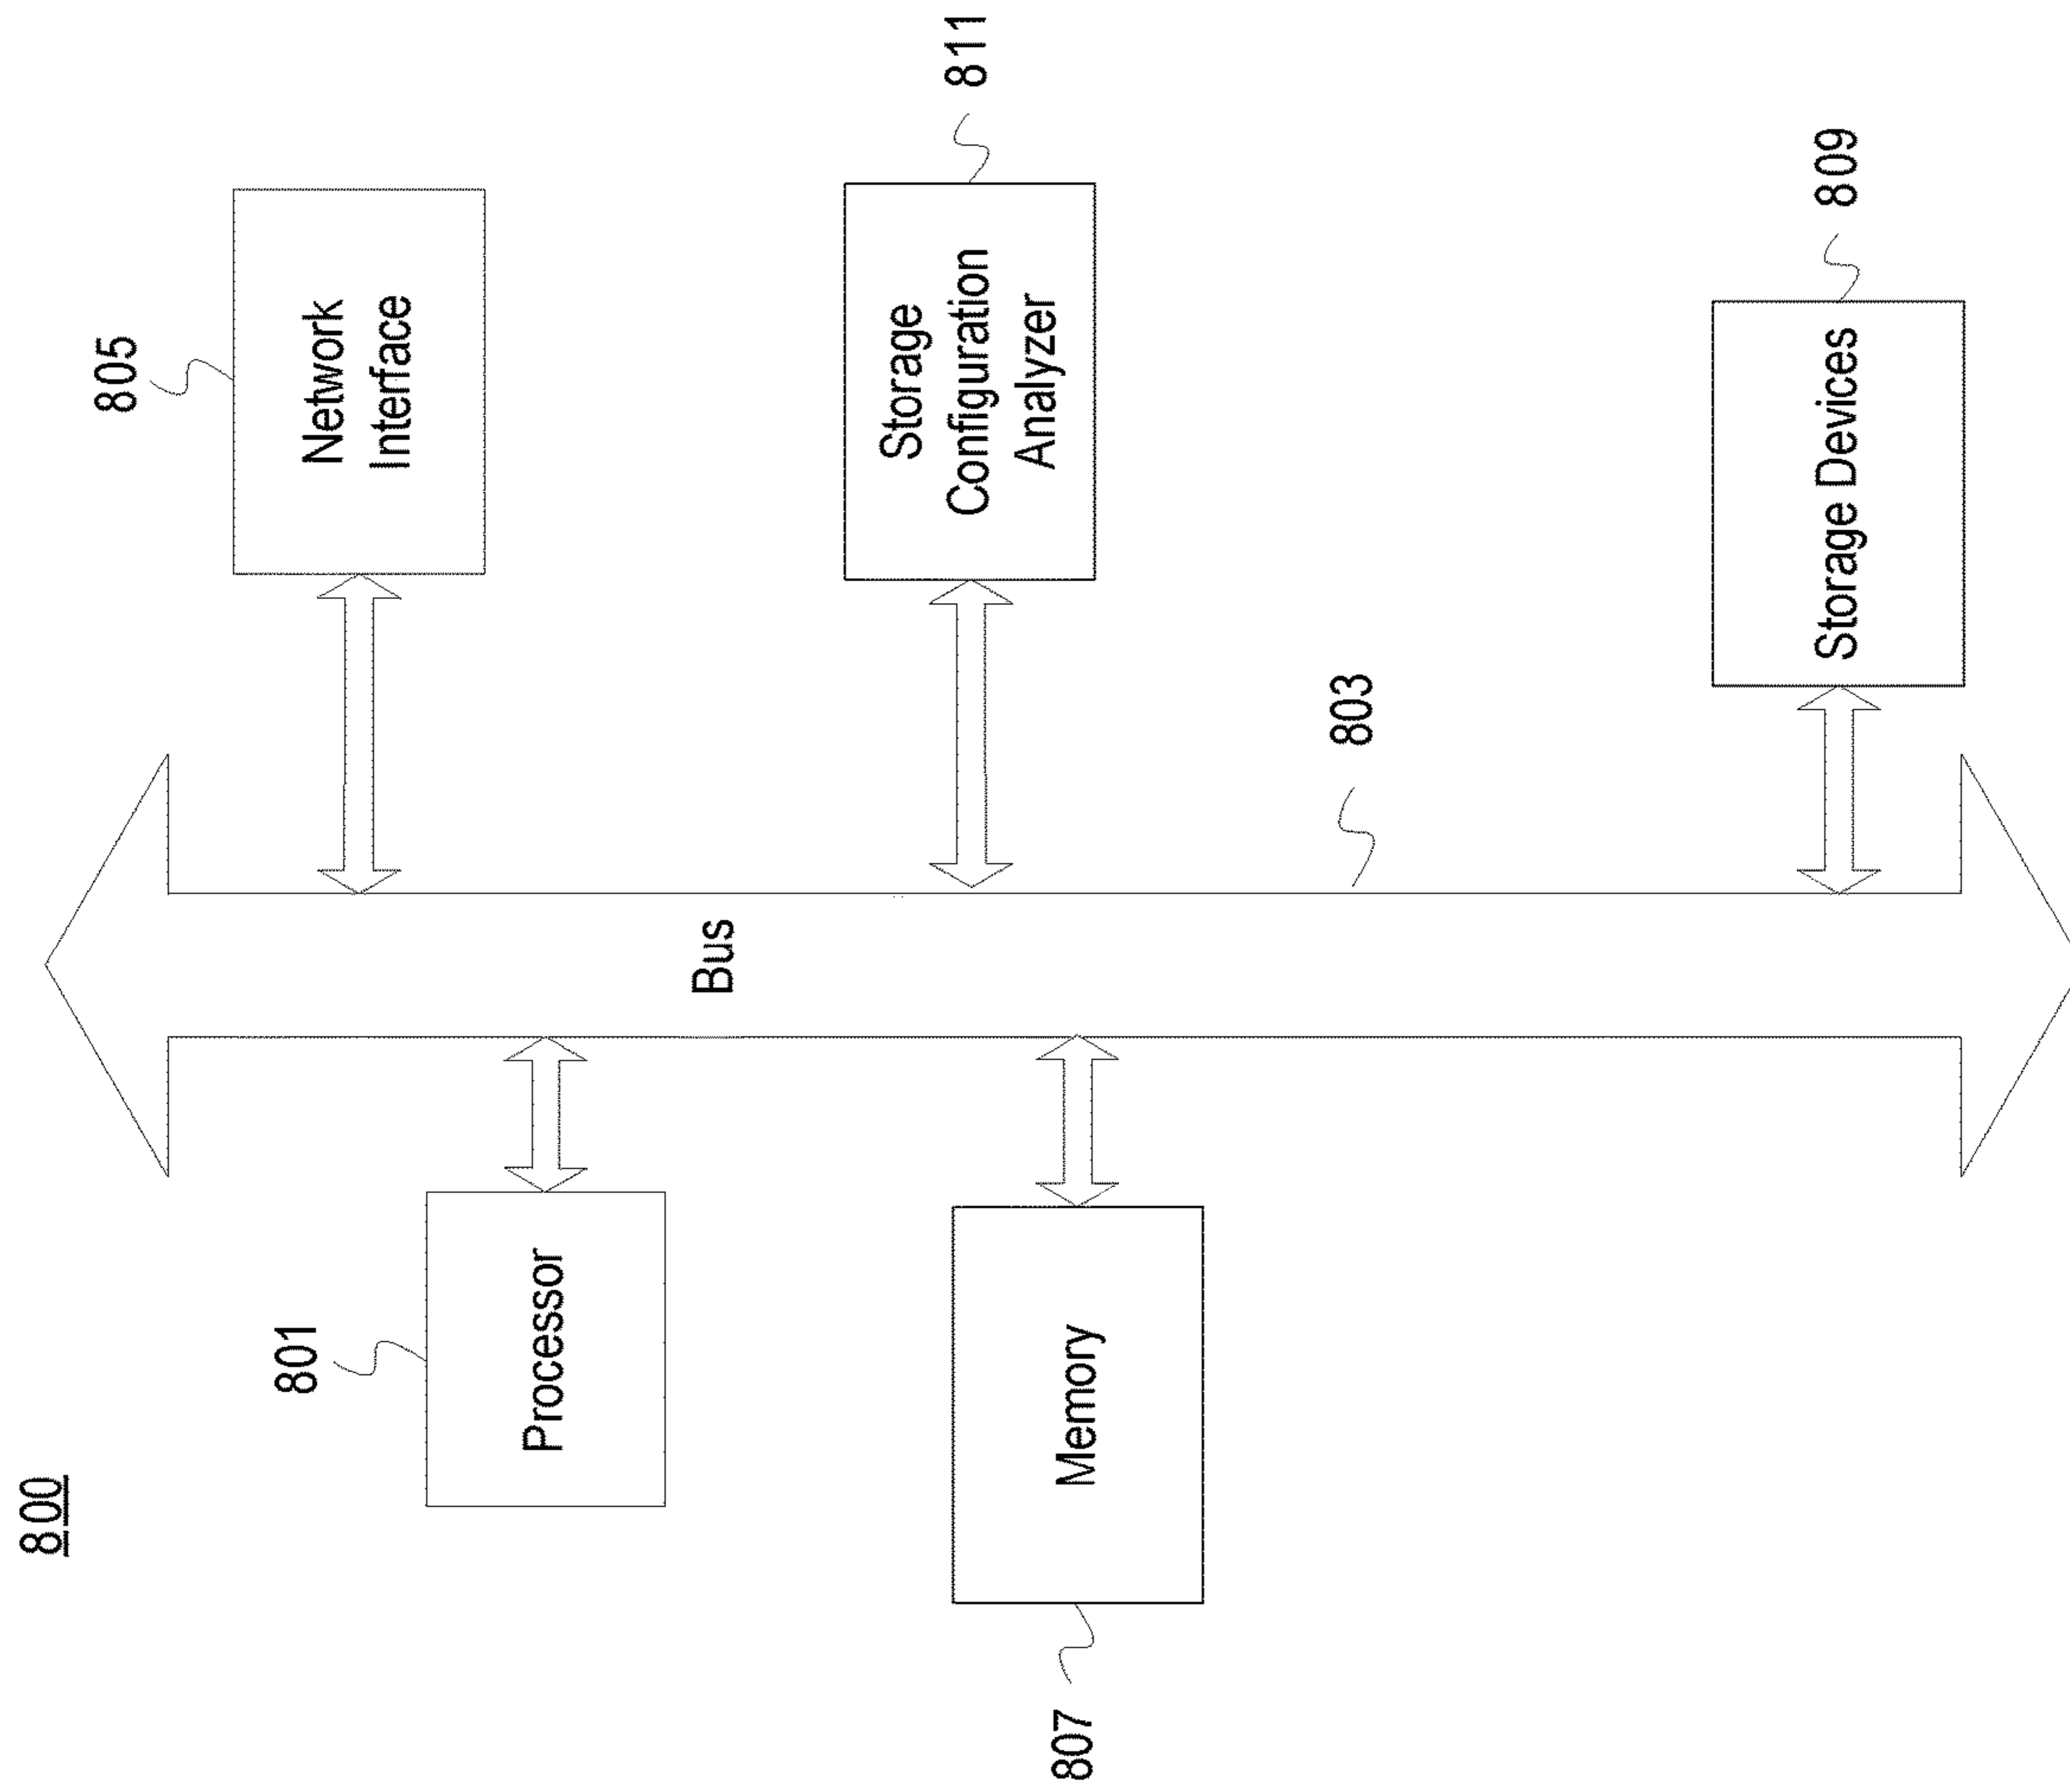 800
805
801
Network
Interface
Processor
Bus
Storage
Configuration
Analyzer
811
807
Memory
803
Storage Devices
809